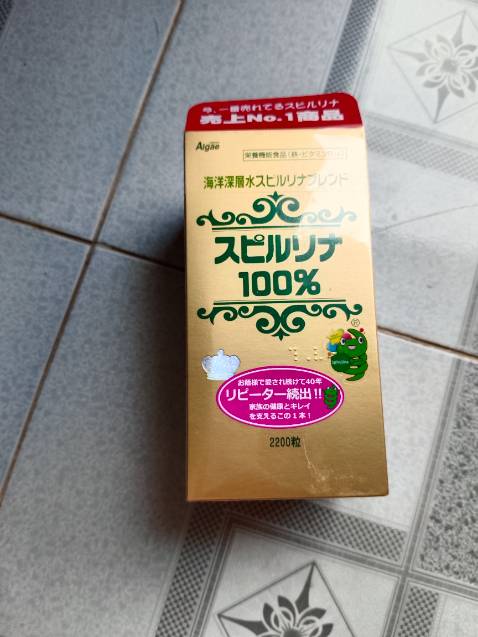 今、一番売れてるスピルリナ
売上No.1商品
Algae
栄養機能食品(鉄・ビタミンB₁₂)
海洋深層水スピルリナブレンド
スピルリナ
100%
®
お陰様で愛され続けて40年
リピーター続出!!
家族の健康とキレイ
を支えるこの1本!
2200粒